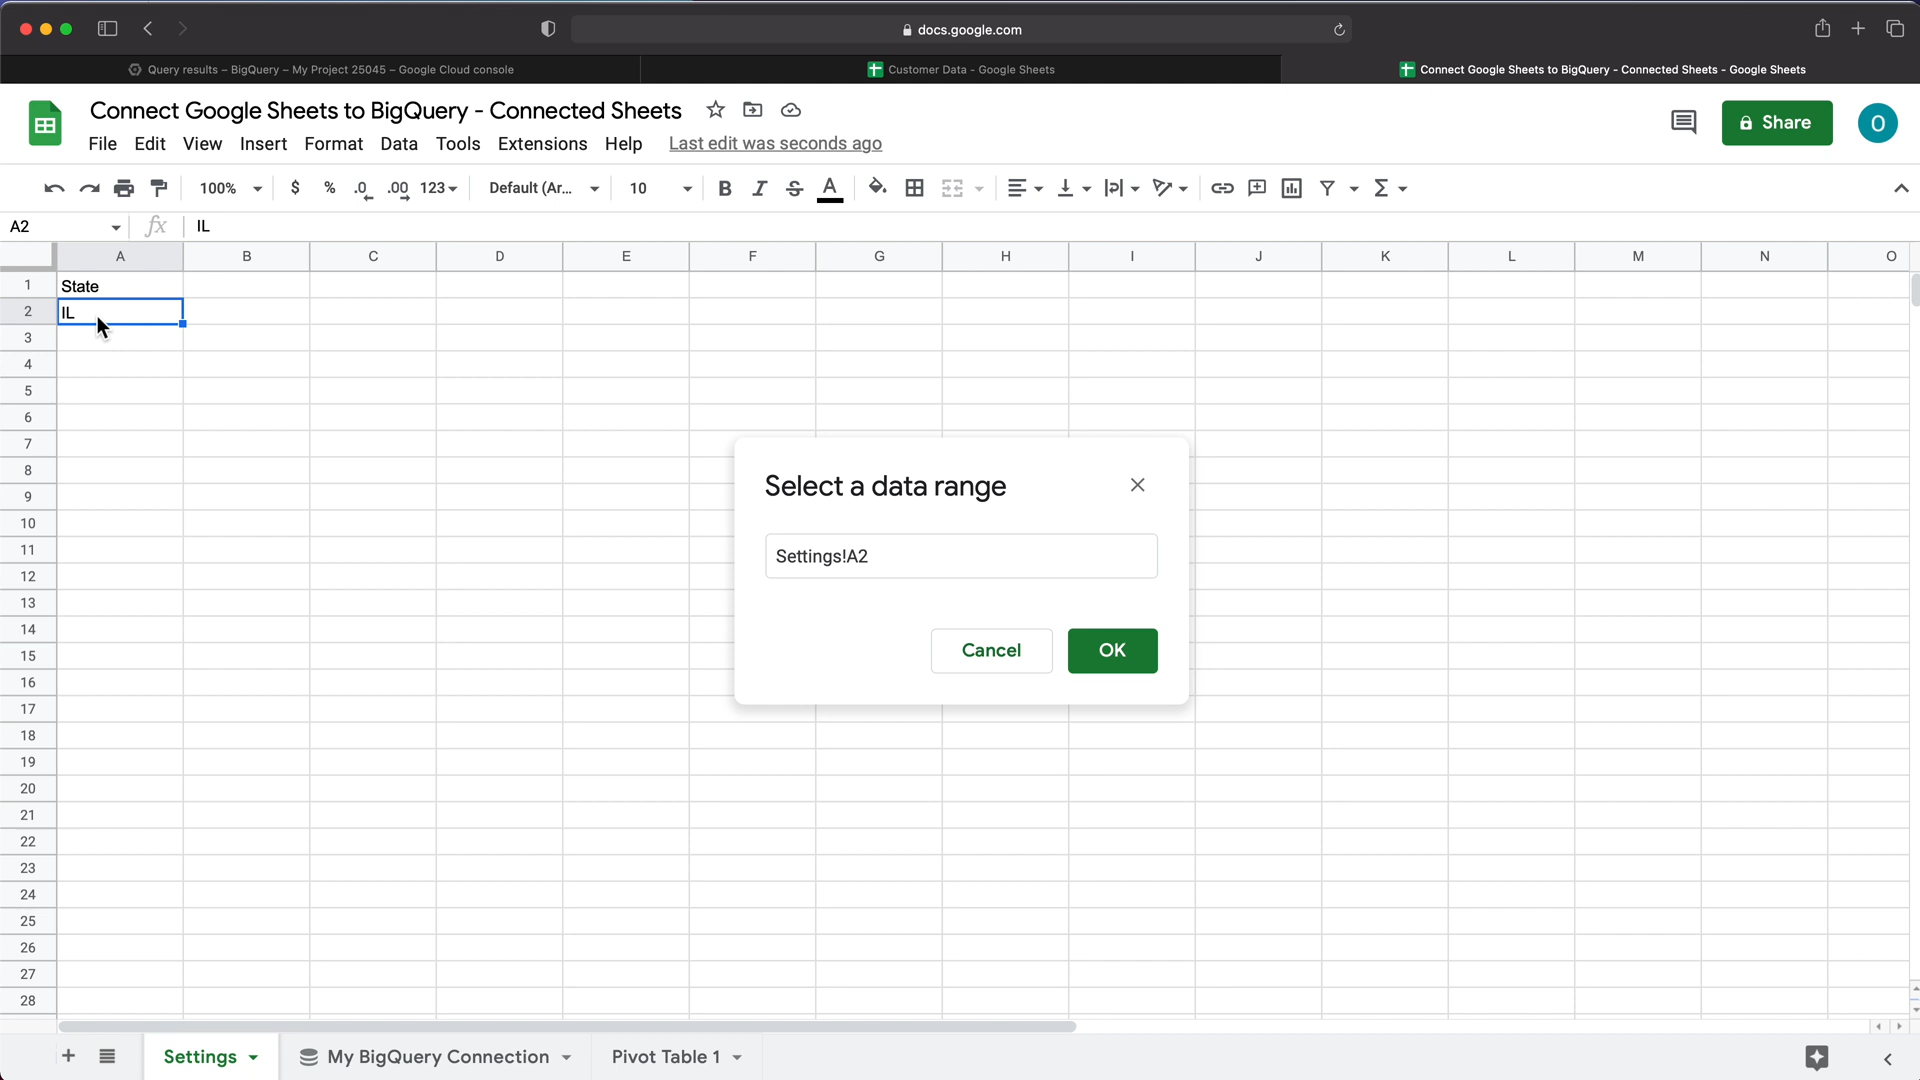 docs.google.com
Query results – BigQuery – My Project 25045 – Google Cloud console
Customer Data - Google Sheets
Connect Google Sheets to BigQuery - Connected Sheets - Google Sheets
Connect Google Sheets to BigQuery - Connected Sheets
Share
O
File Edit View Insert Format Data Tools Extensions Help Last edit was seconds ago
100% $ % .0 .00 123 Default (Ar... 10 B I S A Σ
A2 fx IL
A B C D E F G H I J K L M N O
1 State
2 IL
3
4
5
6
7
8
9
10
11
12
13
14
15
16
17
18
19
20
21
22
23
24
25
26
27
28
Select a data range
Settings!A2
Cancel OK
Settings My BigQuery Connection Pivot Table 1